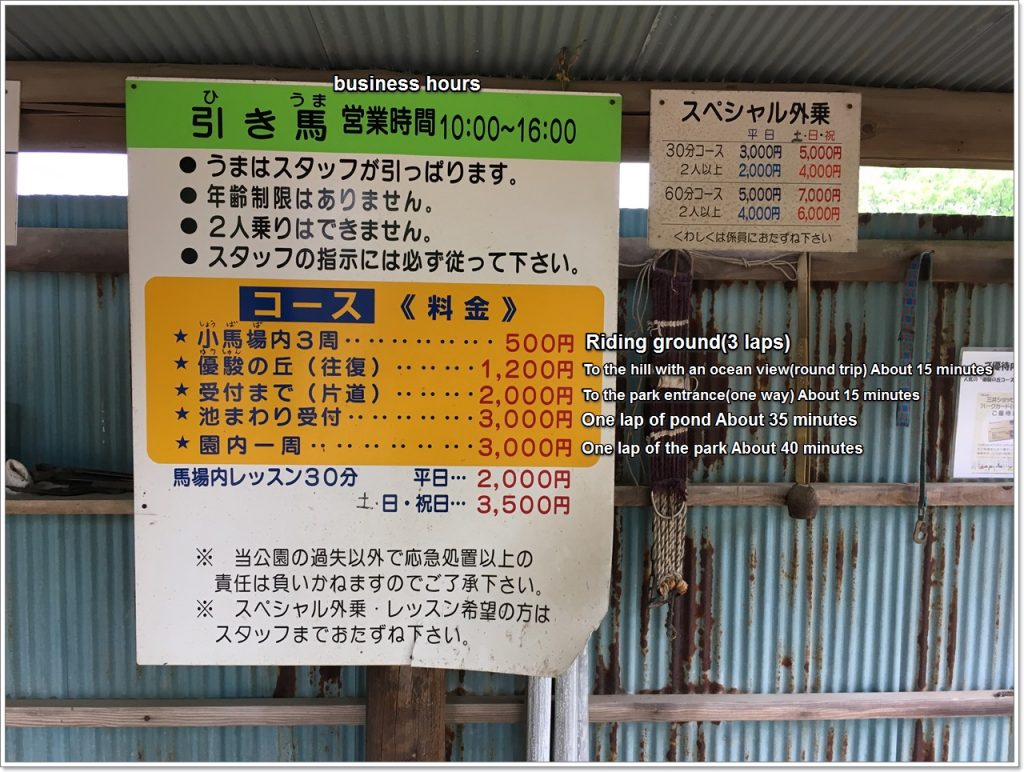 business hours
ひ うま
引き馬 営業時間10:00~16:00
● うまはスタッフが引っぱります。
● 年齢制限はありません。
● 2人乗りはできません。
● スタッフの指示には必ず従って下さい。
コース 《料金》
しょう ば ば
★ 小馬場内3周‥‥‥‥‥‥ 500円 Riding ground(3 laps)
ゆうしゅん
★ 優駿の丘(往復)‥‥‥‥1,200円 To the hill with an ocean view(round trip) About 15 minutes
★ 受付まで(片道)‥‥‥‥2,000円 To the park entrance(one way) About 15 minutes
★ 池まわり受付‥‥‥‥‥3,000円 One lap of pond About 35 minutes
★ 園内一周‥‥‥‥‥‥3,000円 One lap of the park About 40 minutes
馬場内レッスン30分 平日… 2,000円
土・日・祝日… 3,500円
※ 当公園の過失以外で応急処置以上の
責任は負いかねますのでご了承下さい。
※ スペシャル外乗・レッスン希望の方は
スタッフまでおたずね下さい。
スペシャル外乗
平日 土・日・祝
30分コース 3,000円 5,000円
2人以上 2,000円 4,000円
60分コース 5,000円 7,000円
2人以上 4,000円 6,000円
くわしくは係員におたずね下さい